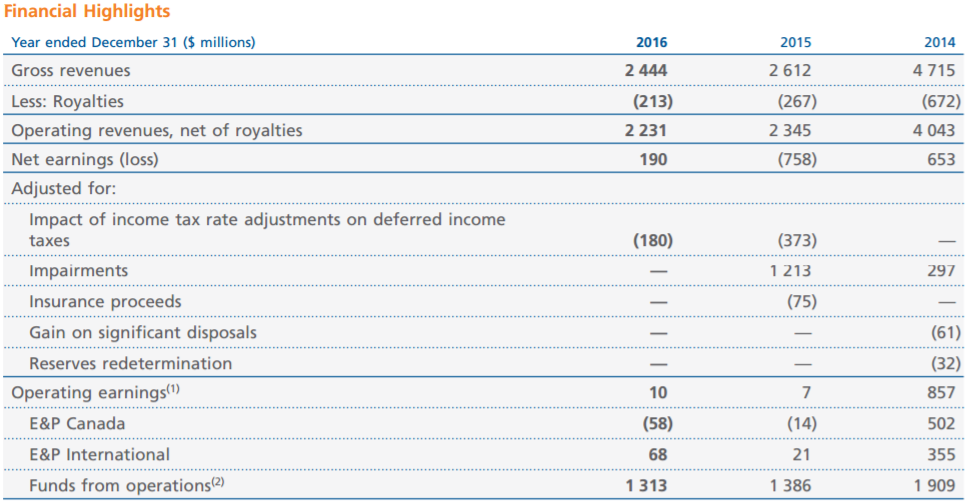 Financial Highlights
Year ended December 31 ($ millions) 2016 2015 2014
Gross revenues 2 444 2 612 4 715
Less: Royalties (213) (267) (672)
Operating revenues, net of royalties 2 231 2 345 4 043
Net earnings (loss) 190 (758) 653
Adjusted for:
Impact of income tax rate adjustments on deferred income
taxes (180) (373) —
Impairments — 1 213 297
Insurance proceeds — (75) —
Gain on significant disposals — — (61)
Reserves redetermination — — (32)
Operating earnings(1) 10 7 857
E&P Canada (58) (14) 502
E&P International 68 21 355
Funds from operations(2) 1 313 1 386 1 909